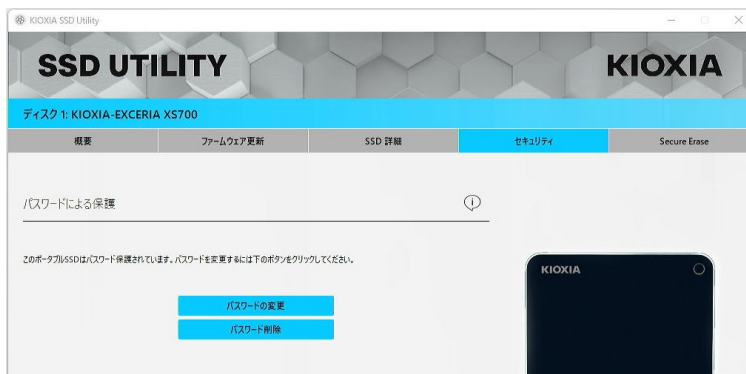 KIOXIA SSD Utility
SSD UTILITY
KIOXIA
ディスク 1: KIOXIA-EXCERIA XS700
概要
ファームウェア更新
SSD 詳細
セキュリティ
Secure Erase
パスワードによる保護
このポータブルSSDはパスワード保護されています。パスワードを変更するには下のボタンをクリックしてください。
パスワードの変更
パスワード削除
KIOXIA